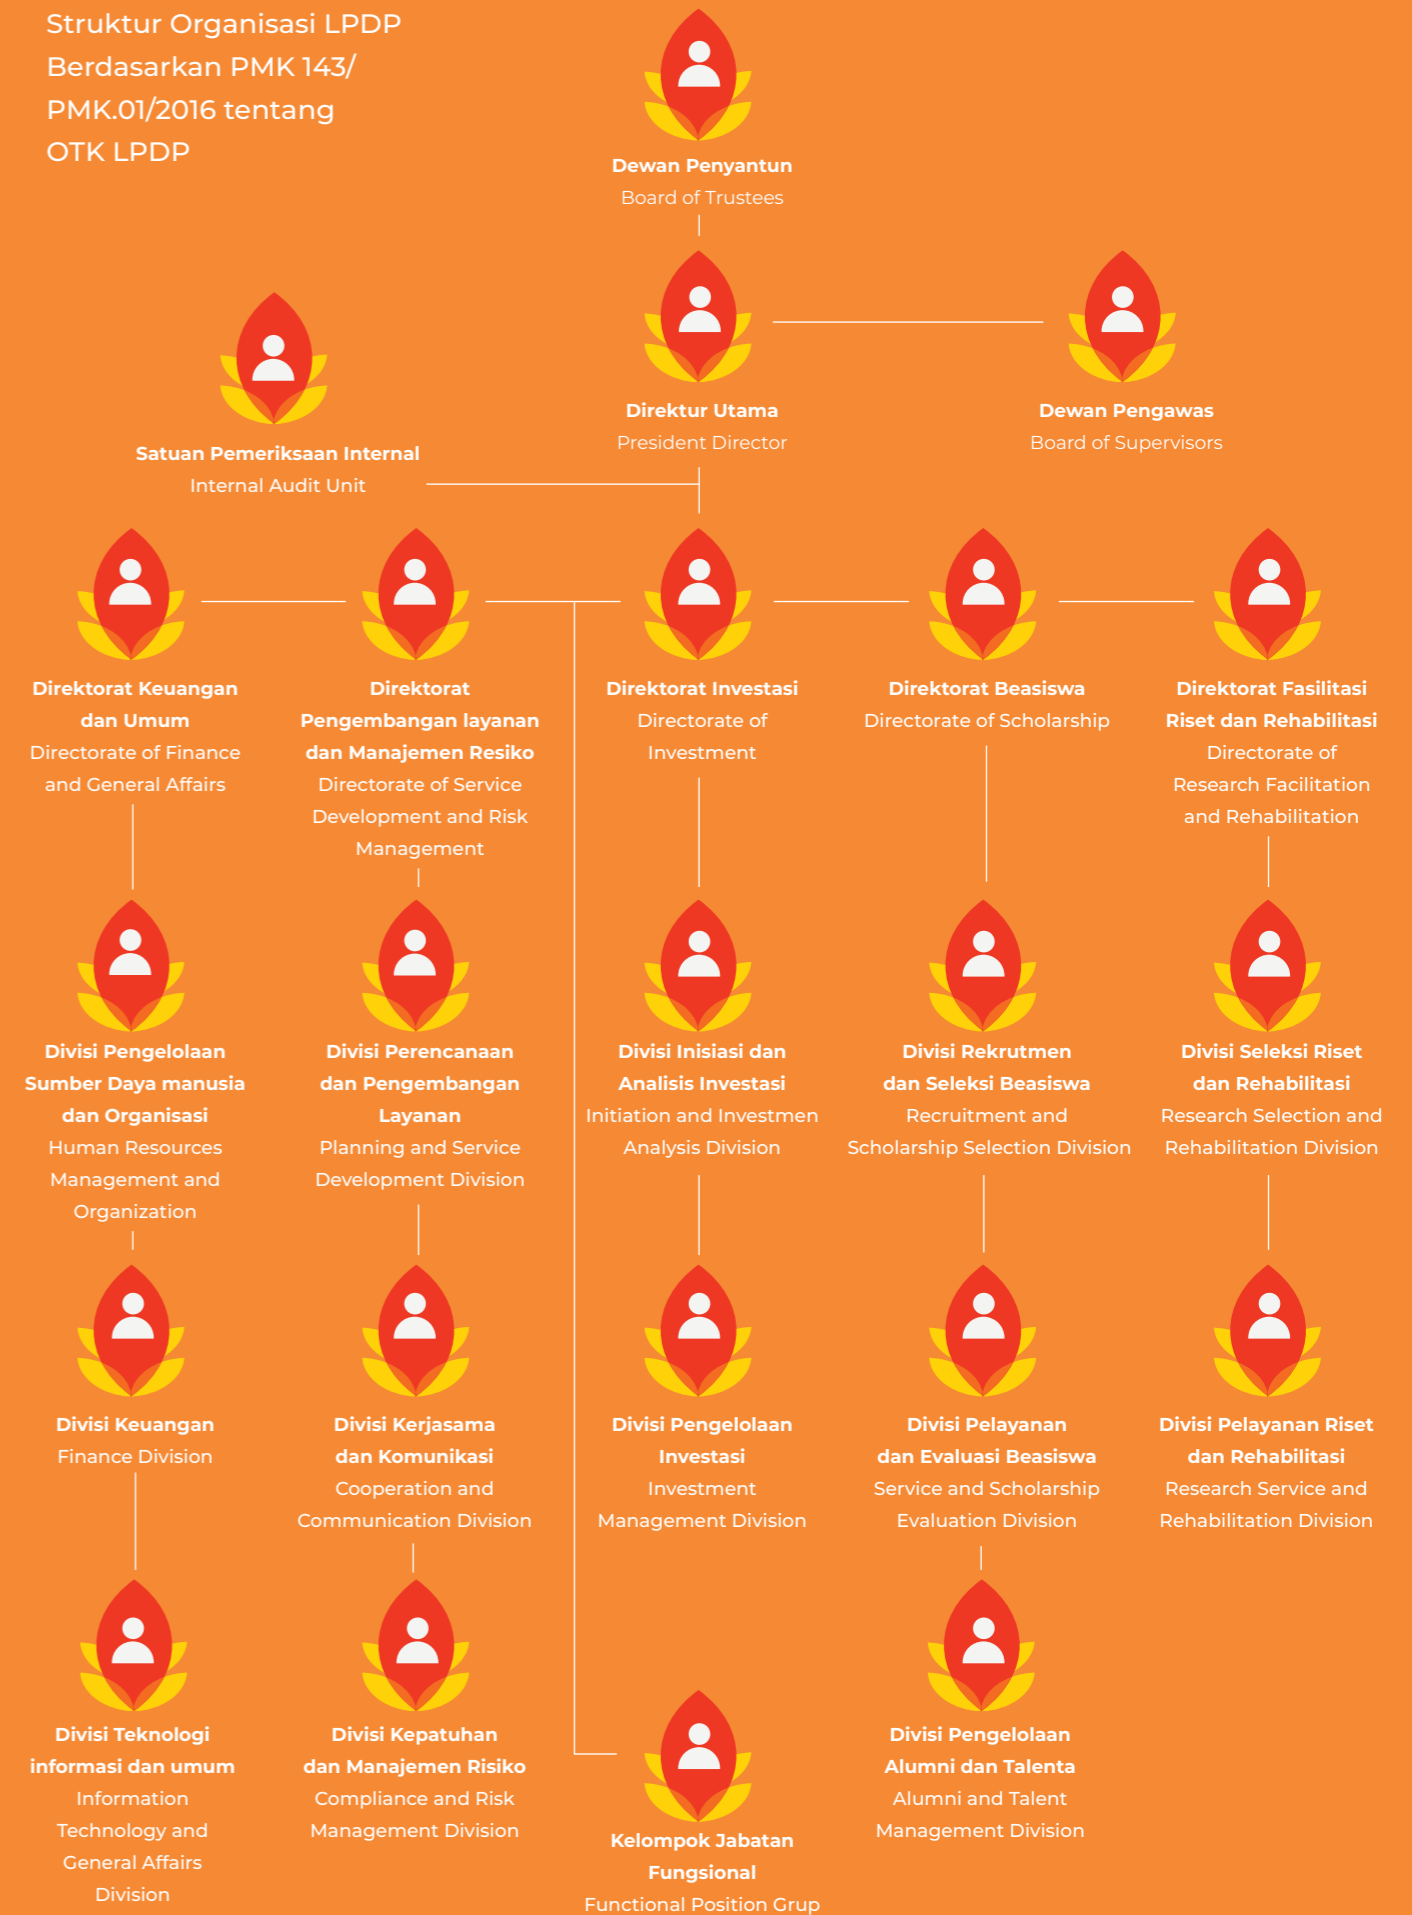 Struktur Organisasi LPDP
Berdasarkan PMK 143/
PMK.01/2016 tentang
OTK LPDP
Dewan Penyantun
Board of Trustees
Direktur Utama
President Director
Dewan Pengawas
Board of Supervisors
Satuan Pemeriksaan Internal
Internal Audit Unit
Direktorat Keuangan
dan Umum
Directorate of Finance
and General Affairs
Direktorat
Pengembangan layanan
dan Manajemen Resiko
Directorate of Service
Development and Risk
Management
Direktorat Investasi
Directorate of
Investment
Direktorat Beasiswa
Directorate of Scholarship
Direktorat Fasilitasi
Riset dan Rehabilitasi
Directorate of
Research Facilitation
and Rehabilitation
Divisi Pengelolaan
Sumber Daya manusia
dan Organisasi
Human Resources
Management and
Organization
Divisi Perencanaan
dan Pengembangan
Layanan
Planning and Service
Development Division
Divisi Inisiasi dan
Analisis Investasi
Initiation and Investmen
Analysis Division
Divisi Rekrutmen
dan Seleksi Beasiswa
Recruitment and
Scholarship Selection Division
Divisi Seleksi Riset
dan Rehabilitasi
Research Selection and
Rehabilitation Division
Divisi Keuangan
Finance Division
Divisi Kerjasama
dan Komunikasi
Cooperation and
Communication Division
Divisi Pengelolaan
Investasi
Investment
Management Division
Divisi Pelayanan
dan Evaluasi Beasiswa
Service and Scholarship
Evaluation Division
Divisi Pelayanan Riset
dan Rehabilitasi
Research Service and
Rehabilitation Division
Divisi Teknologi
informasi dan umum
Information
Technology and
General Affairs
Division
Divisi Kepatuhan
dan Manajemen Risiko
Compliance and Risk
Management Division
Kelompok Jabatan
Fungsional
Functional Position Grup
Divisi Pengelolaan
Alumni dan Talenta
Alumni and Talent
Management Division